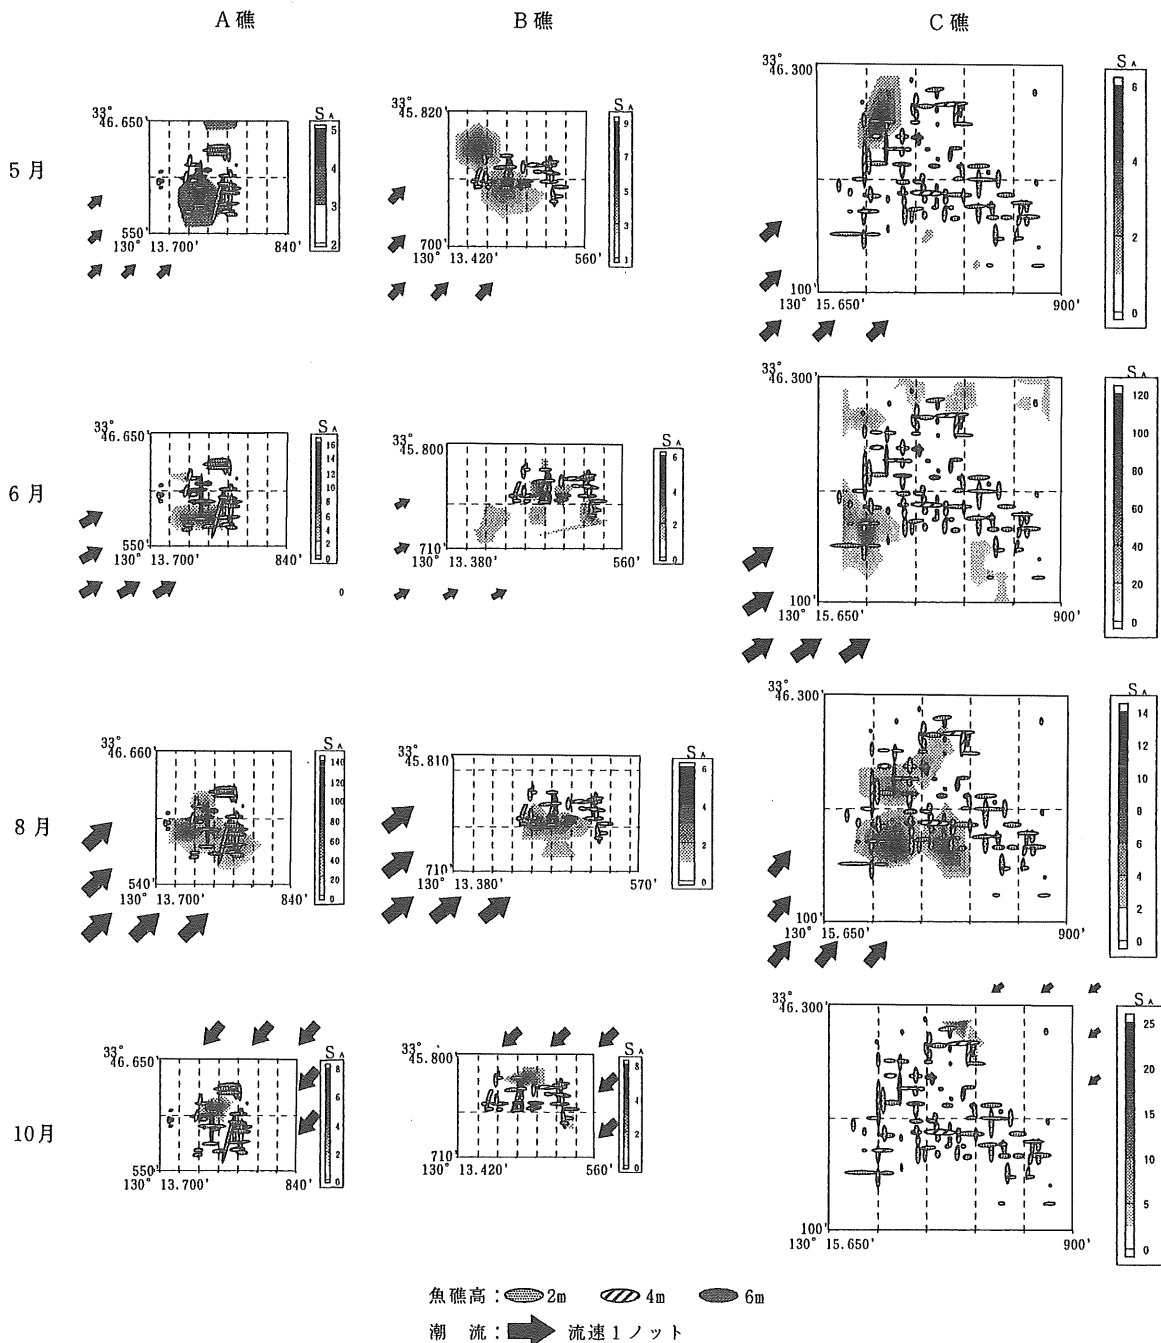 A礁 B礁 C礁
5月
33° 46.650' 550' 130° 13.700' 840' SA 5 4 3 2
33° 45.820' 700' 130° 13.420' 560' SA 9 7 5 3 1
33° 46.300' 100' 130° 15.650' 900' SA 6 4 2 0
6月
33° 46.650' 550' 130° 13.700' 840' SA 16 14 12 10 8 6 4 2 0
0
33° 45.800' 710' 130° 13.380' 560' SA 6 4 2 0
33° 46.300' 100' 130° 15.650' 900' SA 120 100 80 60 40 20 0
8月
33° 46.660' 540' 130° 13.700' 840' SA 140 120 100 80 60 40 20 0
33° 45.810' 710' 130° 13.380' 570' SA 6 4 2 0
33° 46.300' 100' 130° 15.650' 900' SA 14 12 10 8 6 4 2 0
10月
33° 46.650' 550' 130° 13.700' 840' SA 8 6 4 2 0
33° 45.800' 710' 130° 13.420' 560' SA 8 6 4 2 0
33° 46.300' 100' 130° 15.650' 900' SA 25 20 15 10 5 0
魚礁高: 2m 4m 6m
潮 流: 流速1ノット